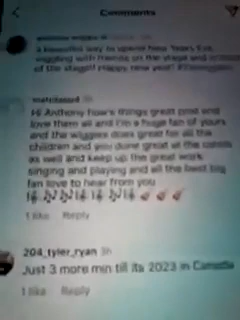 Comments
a beautiful way to spend New Years Eve
wiggling with friends on the stage and
of the stage!! Happy new year!
Hi Anthony how's things great post and
love them all and I'm a huge fan of yours
and the wiggles does great for all the
children and you done great at the
as well and keep up the great work
singing and playing and all the best big
fan love to hear from you
1 like Reply
204_tyler_ryan 3h
Just 3 more min till its 2023 in Canada
1 like Reply